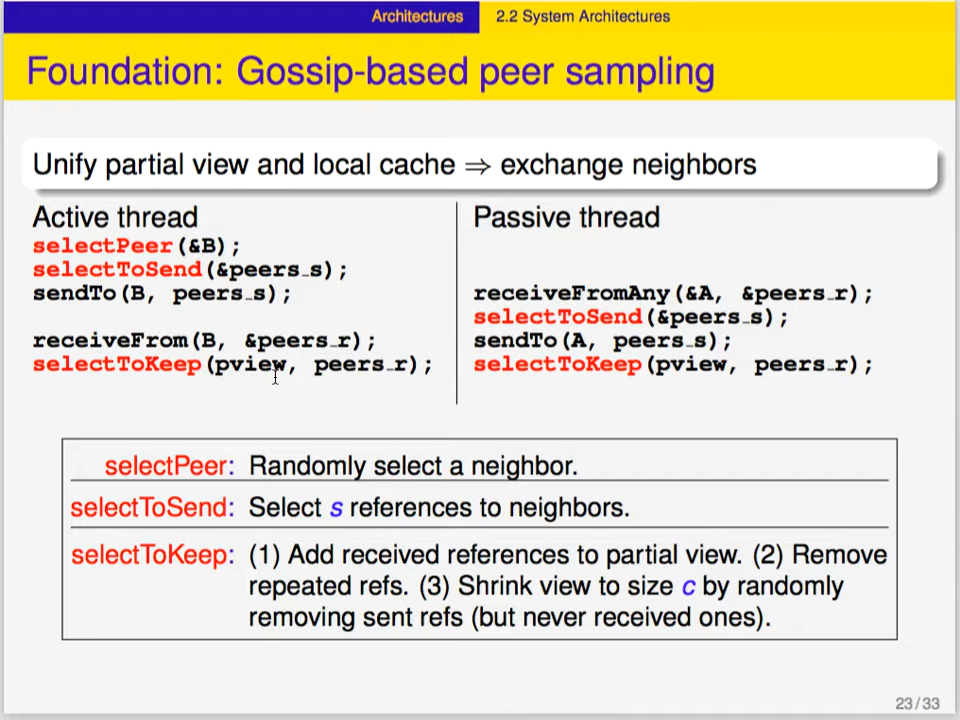 Architectures 2.2 System Architectures
Foundation: Gossip-based peer sampling
Unify partial view and local cache ⇒ exchange neighbors
Active thread
selectPeer(&B);
selectToSend(&peers_s);
sendTo(B, peers_s);
receiveFrom(B, &peers_r);
selectToKeep(pview, peers_r);
Passive thread
receiveFromAny(&A, &peers_r);
selectToSend(&peers_s);
sendTo(A, peers_s);
selectToKeep(pview, peers_r);
selectPeer: Randomly select a neighbor.
selectToSend: Select s references to neighbors.
selectToKeep: (1) Add received references to partial view. (2) Remove
repeated refs. (3) Shrink view to size c by randomly
removing sent refs (but never received ones).
23 / 33